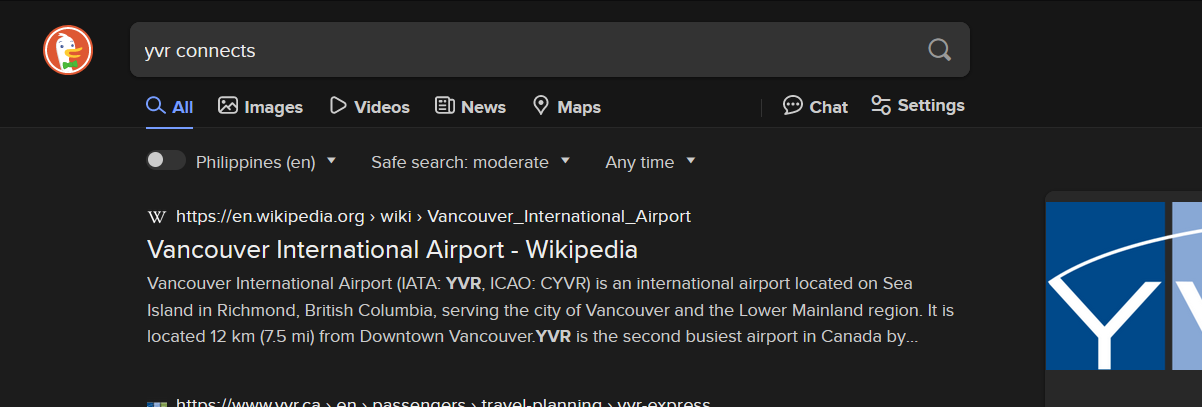 yvr connects
All Images Videos News Maps Chat Settings
Philippines (en) Safe search: moderate Any time
W https://en.wikipedia.org › wiki › Vancouver_International_Airport
Vancouver International Airport - Wikipedia
Vancouver International Airport (IATA: YVR, ICAO: CYVR) is an international airport located on Sea
Island in Richmond, British Columbia, serving the city of Vancouver and the Lower Mainland region. It is
located 12 km (7.5 mi) from Downtown Vancouver.YVR is the second busiest airport in Canada by...
https://www.yvr.ca › en › passengers › travel-planning › yvr-express
YV